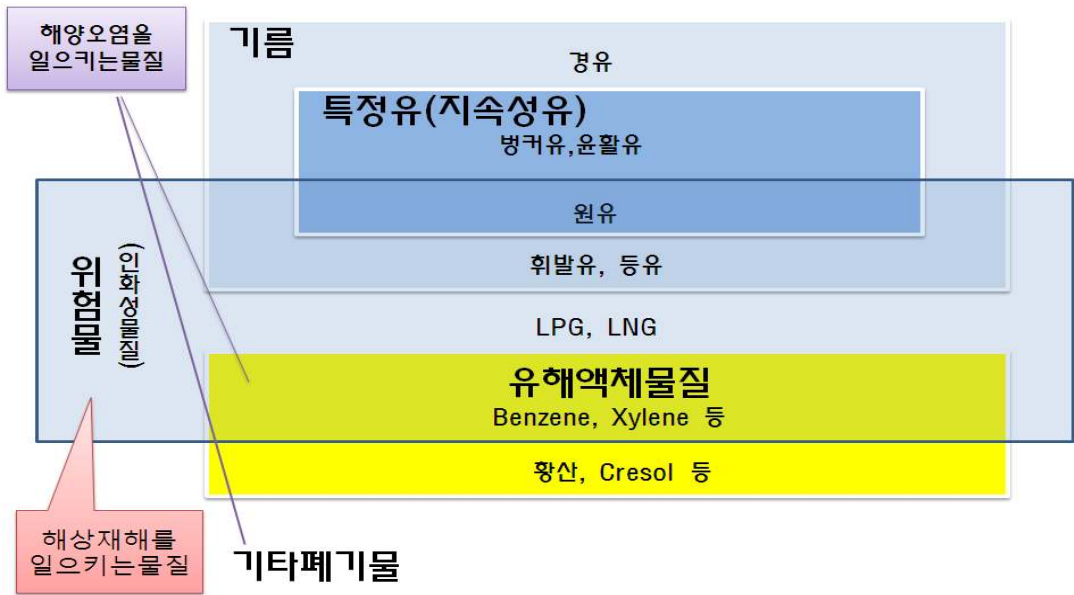 해양오염을
일으키는물질
기름
경유
특정유(지속성유)
벙커유,윤활유
원유
휘발유, 등유
위험물
(인화성물질)
LPG, LNG
유해액체물질
Benzene, Xylene 등
황산, Cresol 등
해상재해를
일으키는물질
기타폐기물